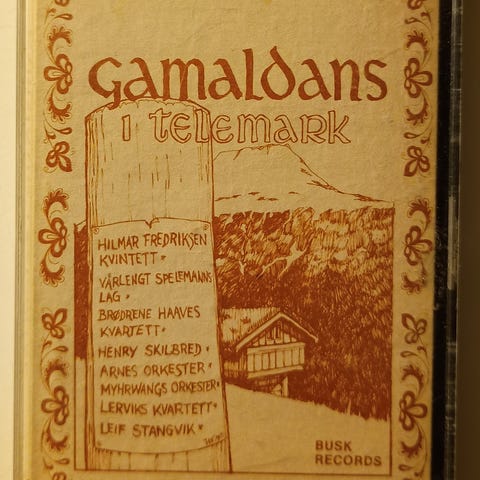 Gamaldans
i Telemark
HILMAR FREDRIKSEN
KVINTETT •
VÅRLENGT SPELEMANNS
LAG •
BRØDRENE HAAVES
KVARTETT •
HENRY SKILBRED •
ARNES ORKESTER •
MYHRWANGS ORKESTER •
LERVIKS KVARTETT •
LEIF STANGVIK •
BUSK
RECORDS